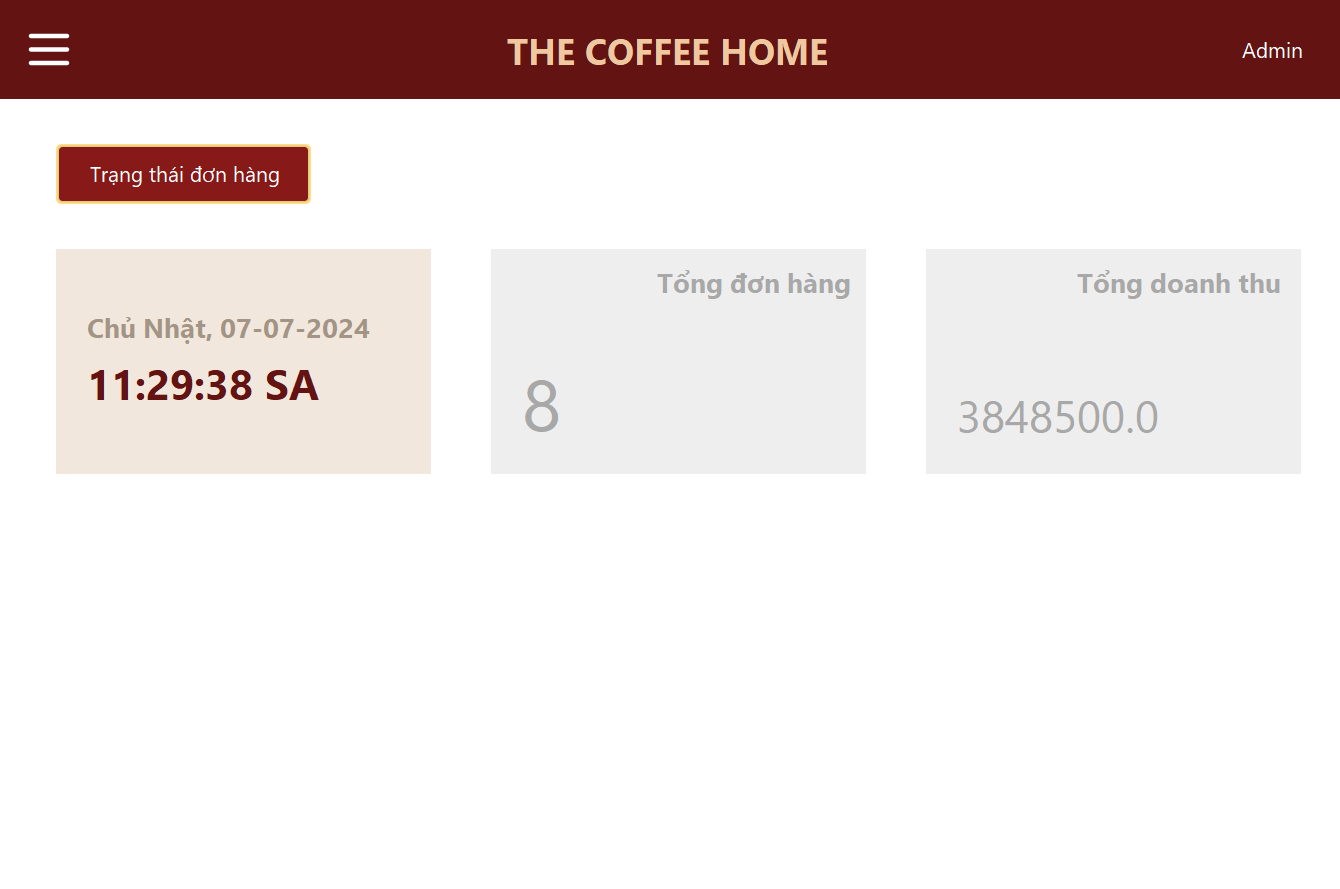 THE COFFEE HOME
Admin
Trạng thái đơn hàng
Chủ Nhật, 07-07-2024
11:29:38 SA
Tổng đơn hàng
8
Tổng doanh thu
3848500.0